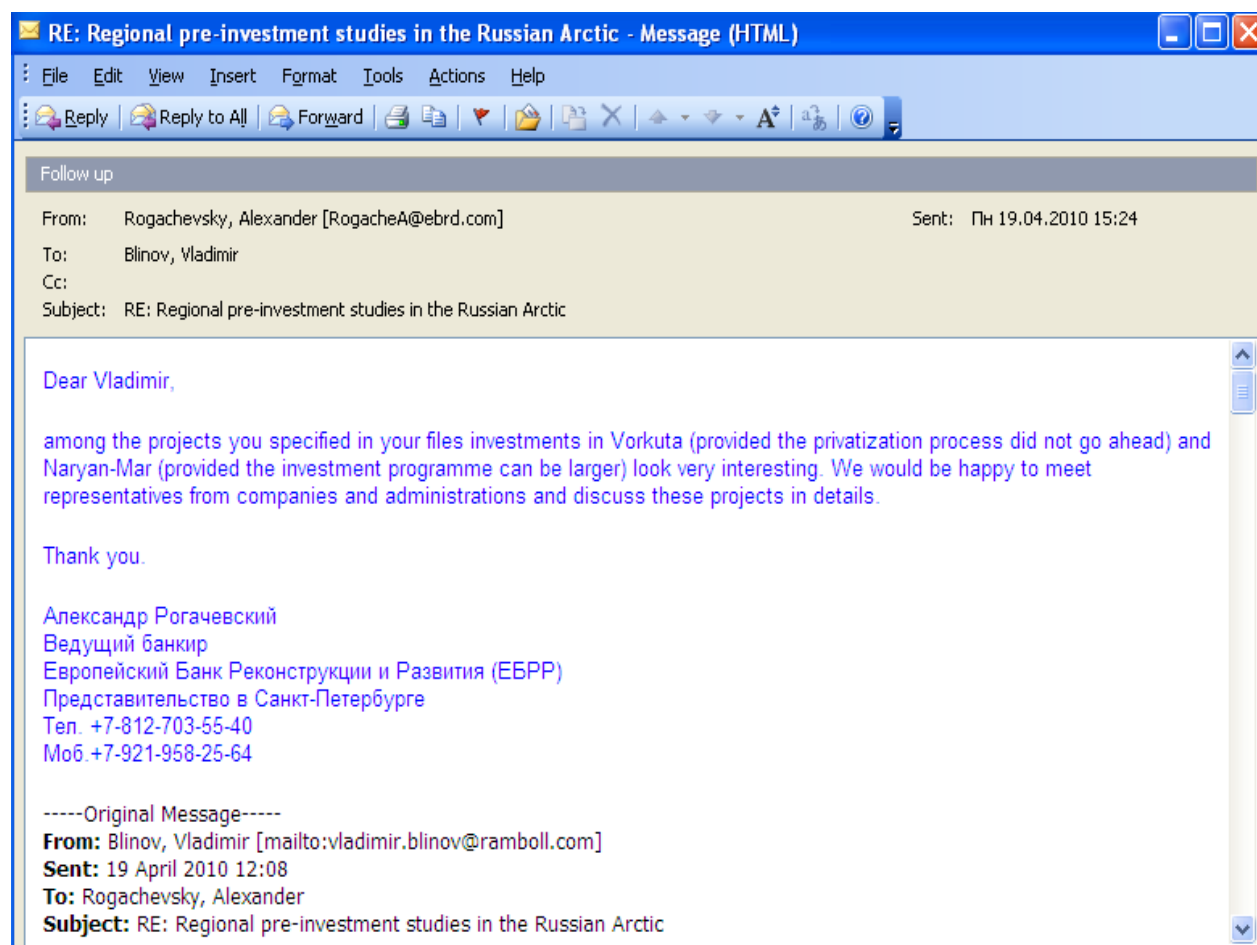 RE: Regional pre-investment studies in the Russian Arctic - Message (HTML)
File Edit View Insert Format Tools Actions Help
Reply Reply to All Forward
Follow up
From: Rogachevsky, Alexander [RogacheA@ebrd.com] Sent: Пн 19.04.2010 15:24
To: Blinov, Vladimir
Cc:
Subject: RE: Regional pre-investment studies in the Russian Arctic
Dear Vladimir,
among the projects you specified in your files investments in Vorkuta (provided the privatization process did not go ahead) and
Naryan-Mar (provided the investment programme can be larger) look very interesting. We would be happy to meet
representatives from companies and administrations and discuss these projects in details.
Thank you.
Александр Рогачевский
Ведущий банкир
Европейский Банк Реконструкции и Развития (ЕБРР)
Представительство в Санкт-Петербурге
Тел. +7-812-703-55-40
Моб.+7-921-958-25-64
-----Original Message-----
From: Blinov, Vladimir [mailto:vladimir.blinov@ramboll.com]
Sent: 19 April 2010 12:08
To: Rogachevsky, Alexander
Subject: RE: Regional pre-investment studies in the Russian Arctic